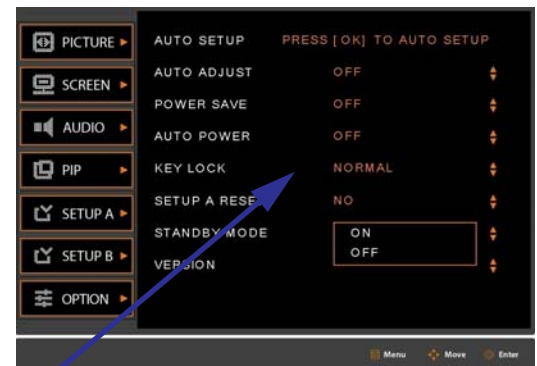 PICTURE
SCREEN
AUDIO
PIP
SETUP A
SETUP B
OPTION
AUTO SETUP PRESS [ OK] TO AUTO SETUP
AUTO ADJUST OFF
POWER SAVE OFF
AUTO POWER OFF
KEY LOCK NORMAL
SETUP A RESET NO
STANDBY MODE ON
OFF
VERSION
Menu Move Enter